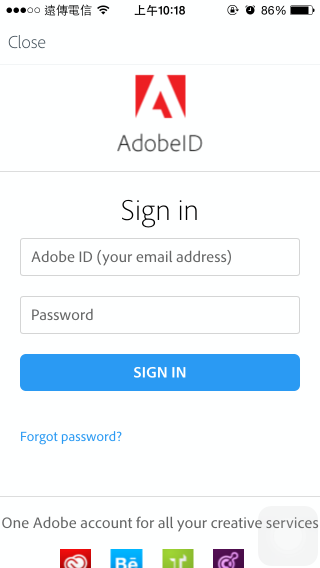 遠傳電信 上午10:18 86%
Close
AdobeID
Sign in
Adobe ID (your email address)
Password
SIGN IN
Forgot password?
One Adobe account for all your creative services
Bē